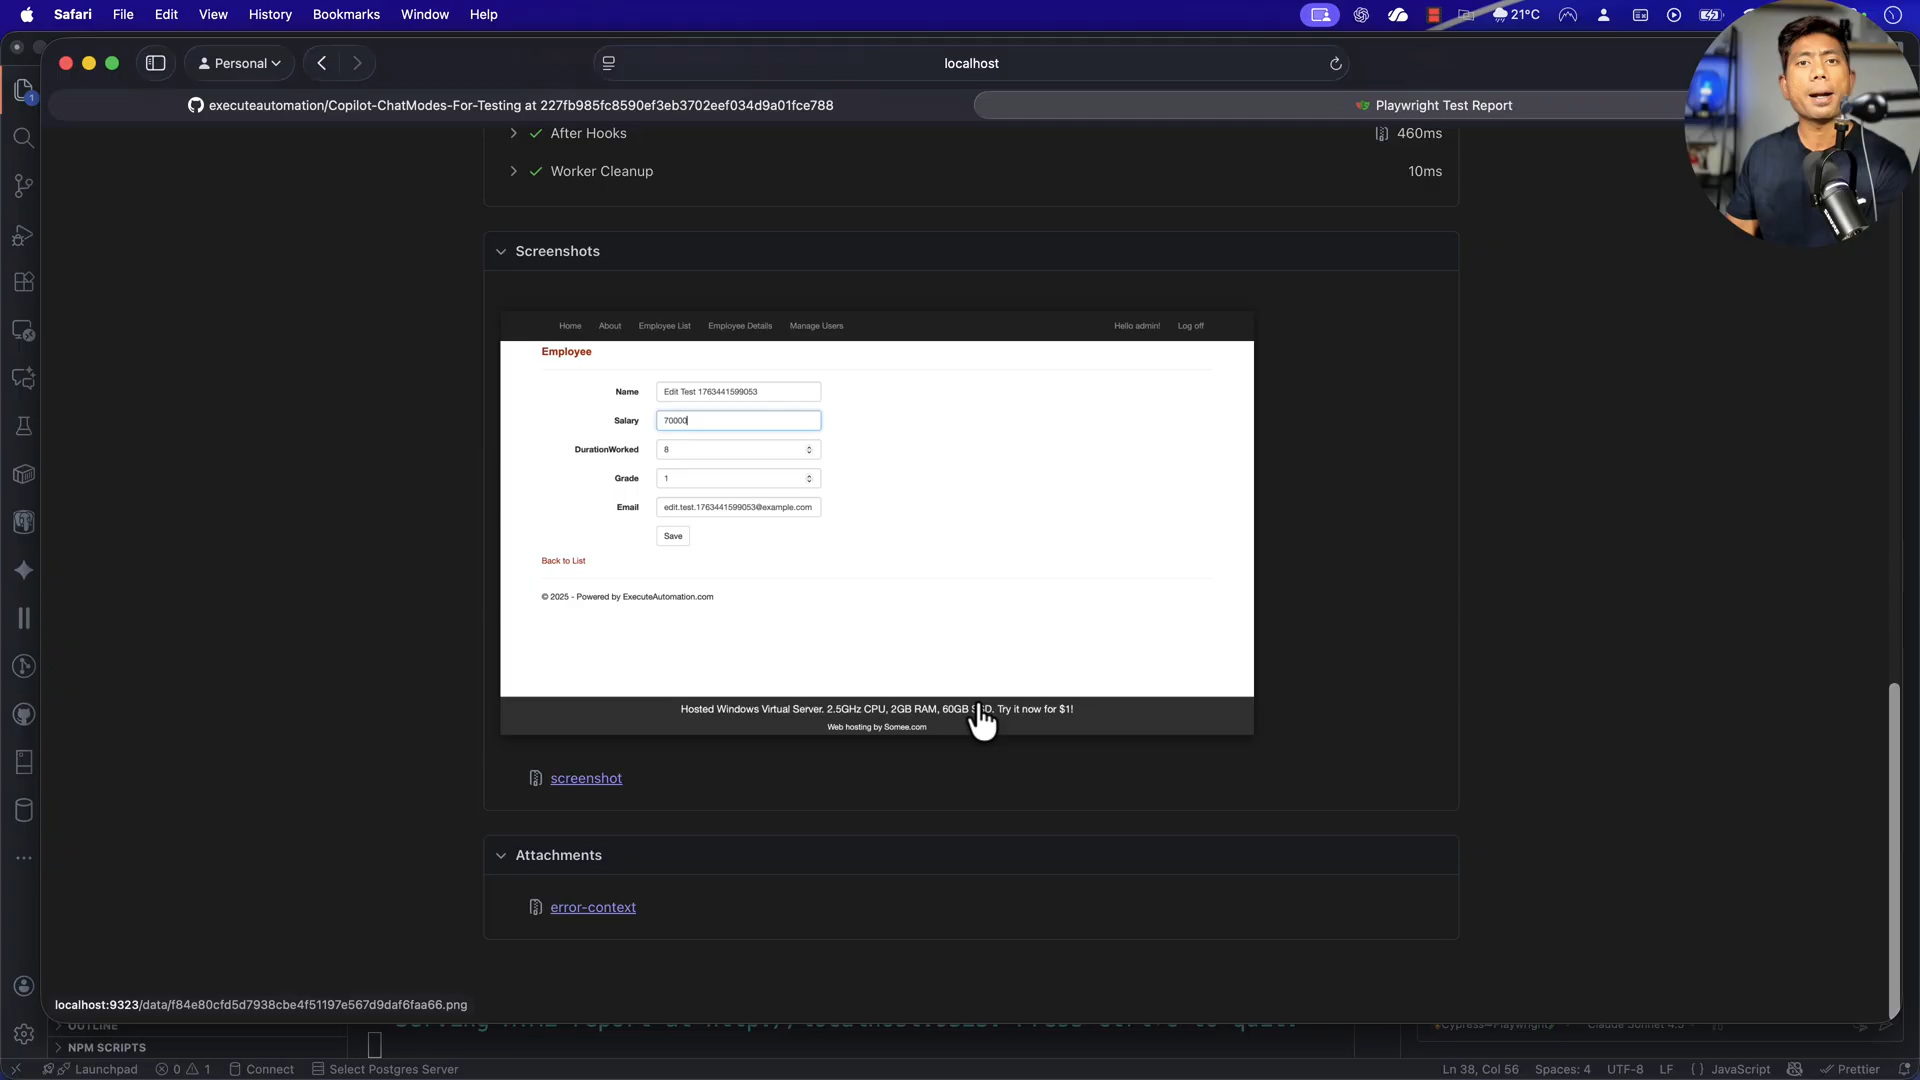 Safari File Edit View History Bookmarks Window Help 21°C
Personal localhost
executeautomation/Copilot-ChatModes-For-Testing at 227fb985fc8590ef3eb3702eef034d9a01fce788 Playwright Test Report
1
After Hooks 460ms
Worker Cleanup 10ms
Screenshots
Home About Employee List Employee Details Manage Users Hello admin! Log off
Employee
Name Edit Test 1763441599053
Salary 70000
DurationWorked 8
Grade 1
Email edit.test.1763441599053@example.com
Save
Back to List
© 2025 - Powered by ExecuteAutomation.com
Hosted Windows Virtual Server. 2.5GHz CPU, 2GB RAM, 60GB SSD. Try it now for $1!
Web hosting by Somee.com
screenshot
Attachments
error-context
localhost:9323/data/f84e80cfd5d7938cbe4f51197e567d9daf6faa66.png
OUTLINE
NPM SCRIPTS
Launchpad 0 1 Connect Select Postgres Server Ln 38, Col 56 Spaces: 4 UTF-8 LF { } JavaScript Prettier